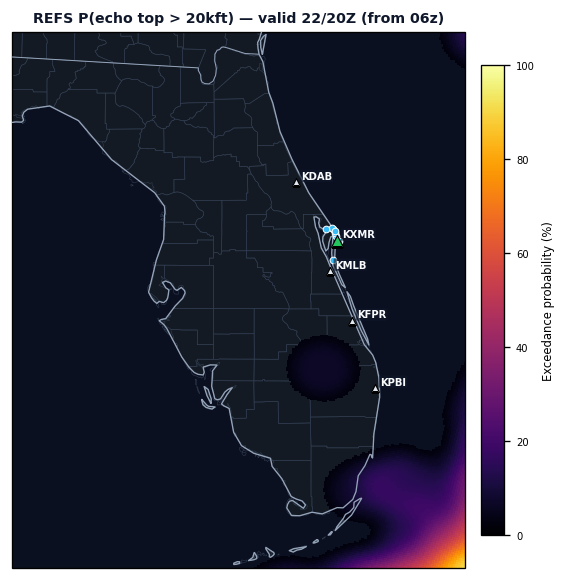 REFS P(echo top > 20kft) — valid 22/20Z (from 06z)
KDAB
KXMR
KMLB
KFPR
KPBI
100
80
60
40
20
0
Exceedance probability (%)